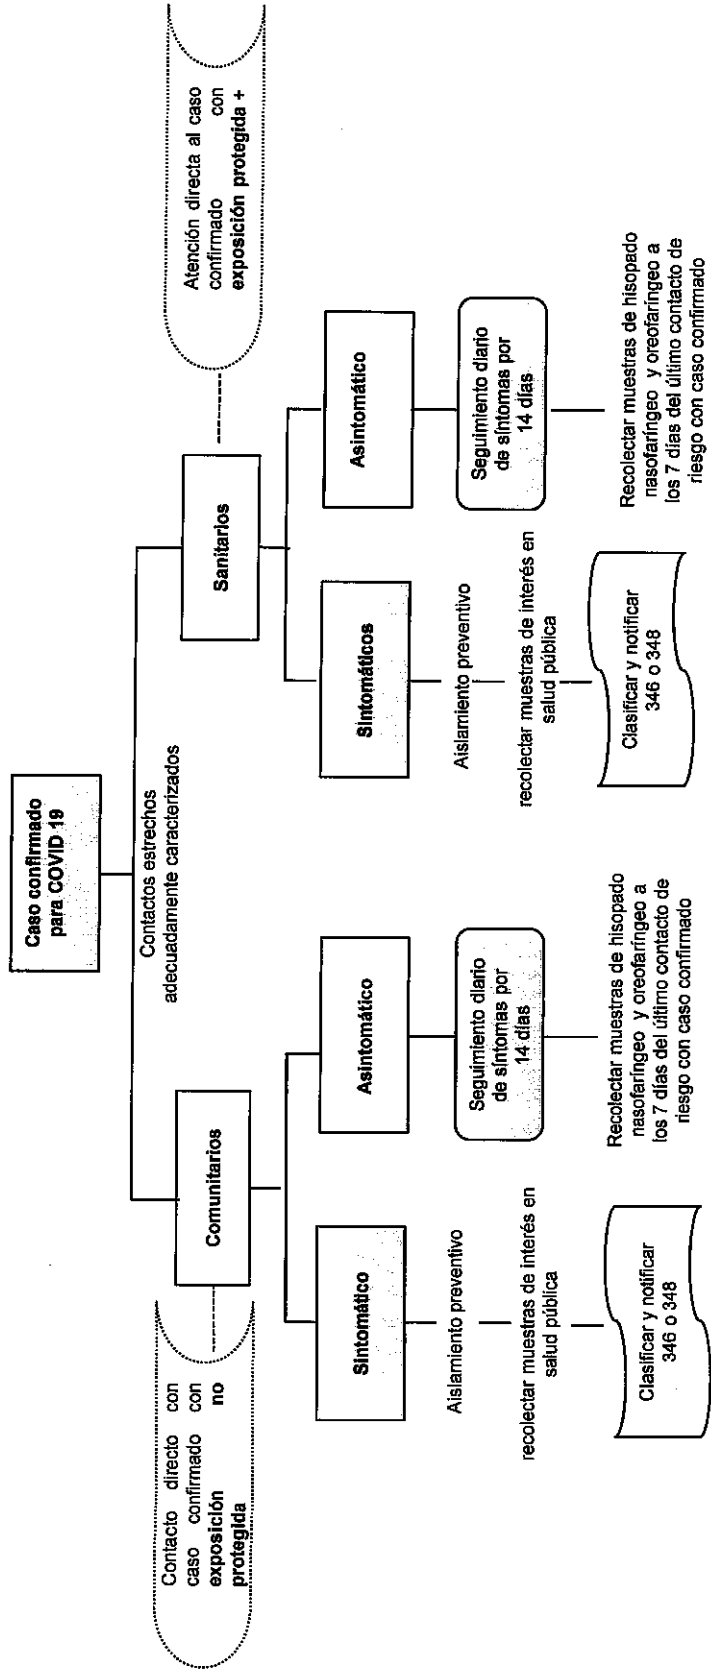 Caso confirmado
para COVID 19
Contactos estrechos
adecuadamente caracterizados
Contacto directo con
caso confirmado con
exposición no
protegida
Comunitarios
Sintomático
Aislamiento preventivo
recolectar muestras de interés en
salud pública
Clasificar y notificar
346 o 348
Asintomático
Seguimiento diario
de síntomas por
14 días
Recolectar muestras de hisopado
nasofaríngeo y oreofaríngeo a
los 7 días del último contacto de
riesgo con caso confirmado
Atención directa al caso
confirmado con
exposición protegida +
Sanitarios
Sintomáticos
Aislamiento preventivo
recolectar muestras de interés en
salud pública
Clasificar y notificar
346 o 348
Asintomático
Seguimiento diario
de síntomas por
14 días
Recolectar muestras de hisopado
nasofaríngeo y oreofaríngeo a
los 7 días del último contacto de
riesgo con caso confirmado